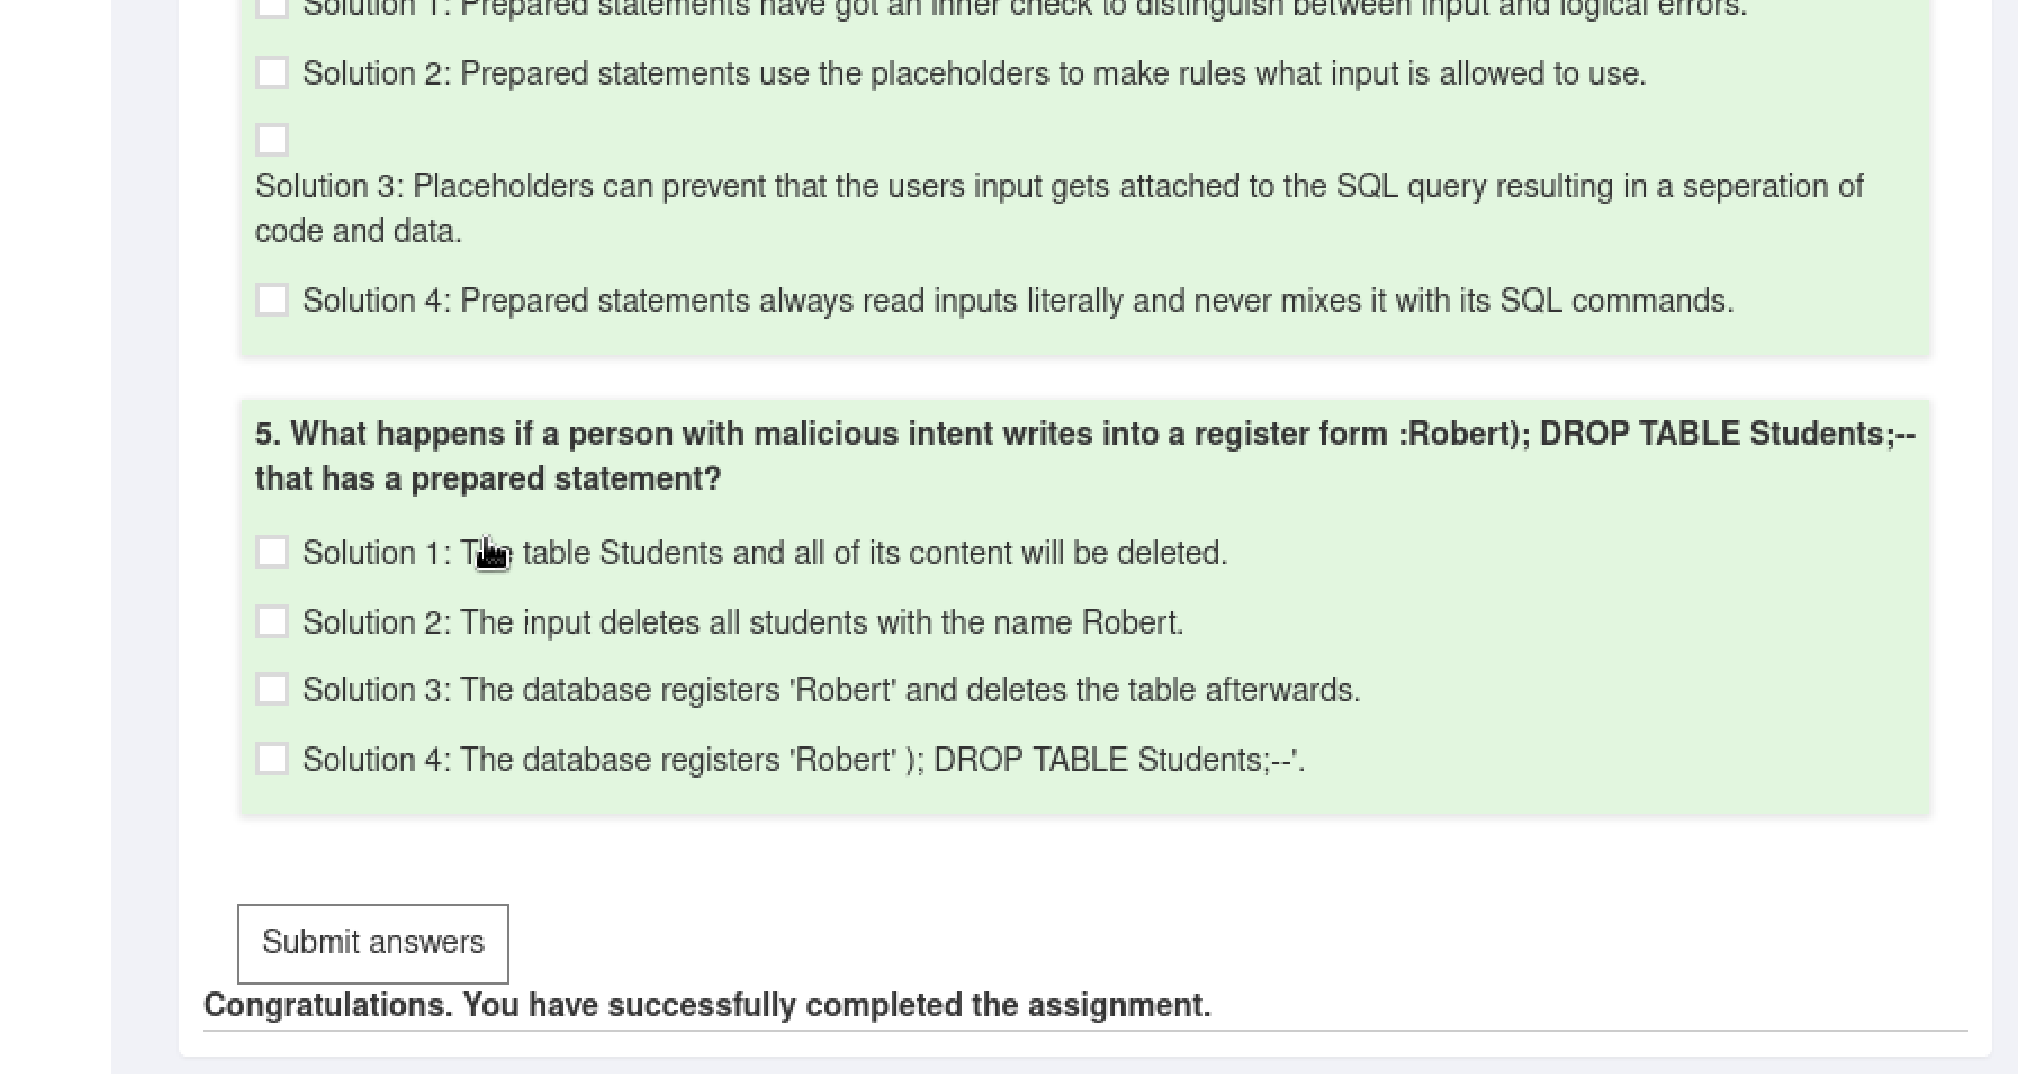 Solution 1: Prepared statements have got an inner check to distinguish between input and logical errors.
Solution 2: Prepared statements use the placeholders to make rules what input is allowed to use.
Solution 3: Placeholders can prevent that the users input gets attached to the SQL query resulting in a seperation of
code and data.
Solution 4: Prepared statements always read inputs literally and never mixes it with its SQL commands.
5. What happens if a person with malicious intent writes into a register form :Robert); DROP TABLE Students;--
that has a prepared statement?
Solution 1: The table Students and all of its content will be deleted.
Solution 2: The input deletes all students with the name Robert.
Solution 3: The database registers 'Robert' and deletes the table afterwards.
Solution 4: The database registers 'Robert' ); DROP TABLE Students;--'.
Submit answers
Congratulations. You have successfully completed the assignment.